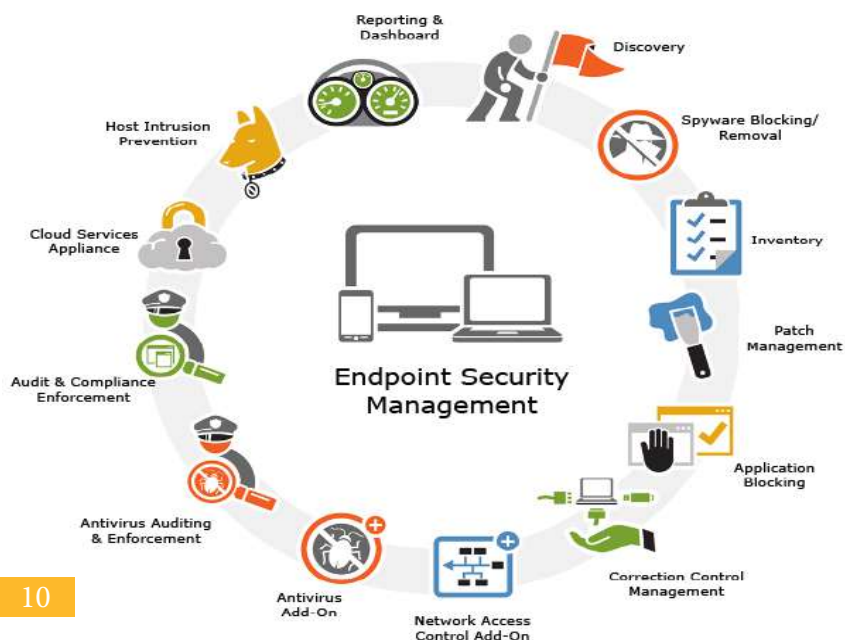 Reporting &
Dashboard
Discovery
Spyware Blocking/
Removal
Inventory
Patch
Management
Application
Blocking
Correction Control
Management
Network Access
Control Add-On
Antivirus
Add-On
Antivirus Auditing
& Enforcement
Audit & Compliance
Enforcement
Cloud Services
Appliance
Host Intrusion
Prevention
Endpoint Security
Management
10